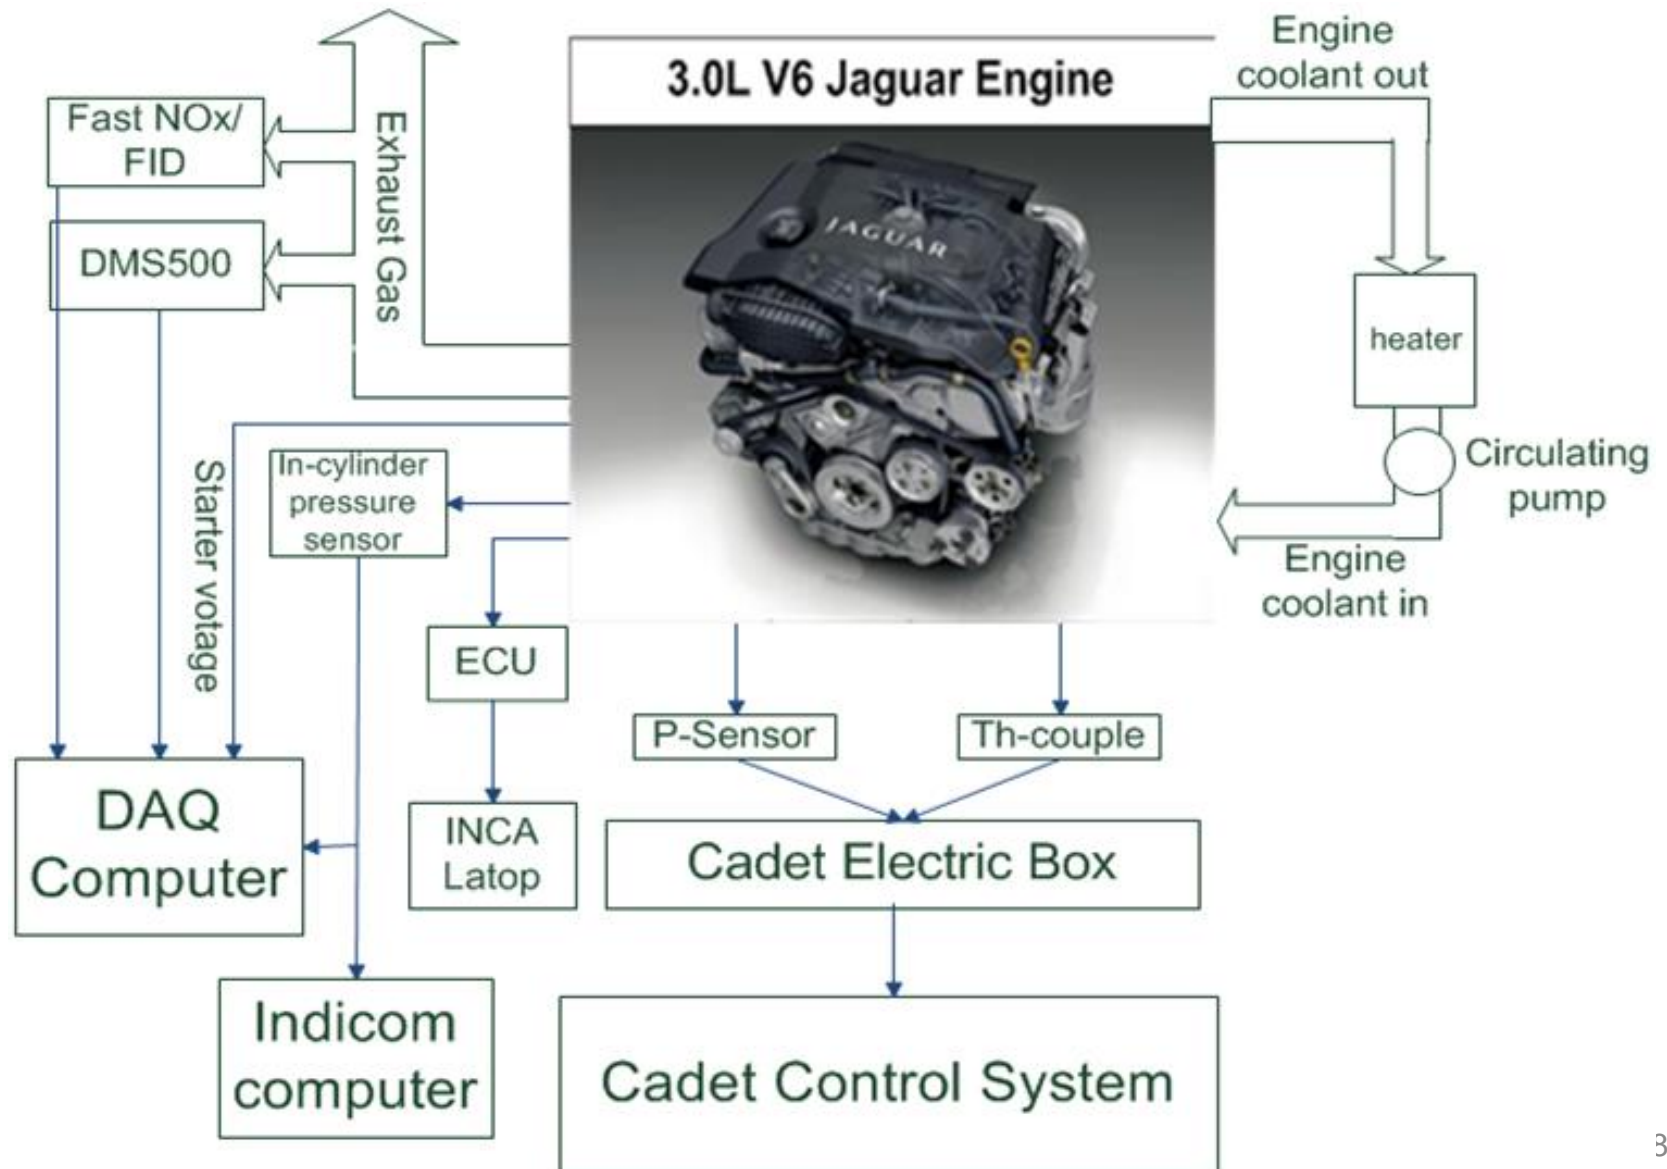 3.0L V6 Jaguar Engine
JAGUAR
Engine
coolant out
heater
Circulating
pump
Engine
coolant in
Fast NOx/
FID
DMS500
Exhaust Gas
Starter votage
In-cylinder
pressure
sensor
ECU
INCA
Latop
P-Sensor
Th-couple
DAQ
Computer
Cadet Electric Box
Indicom
computer
Cadet Control System
8